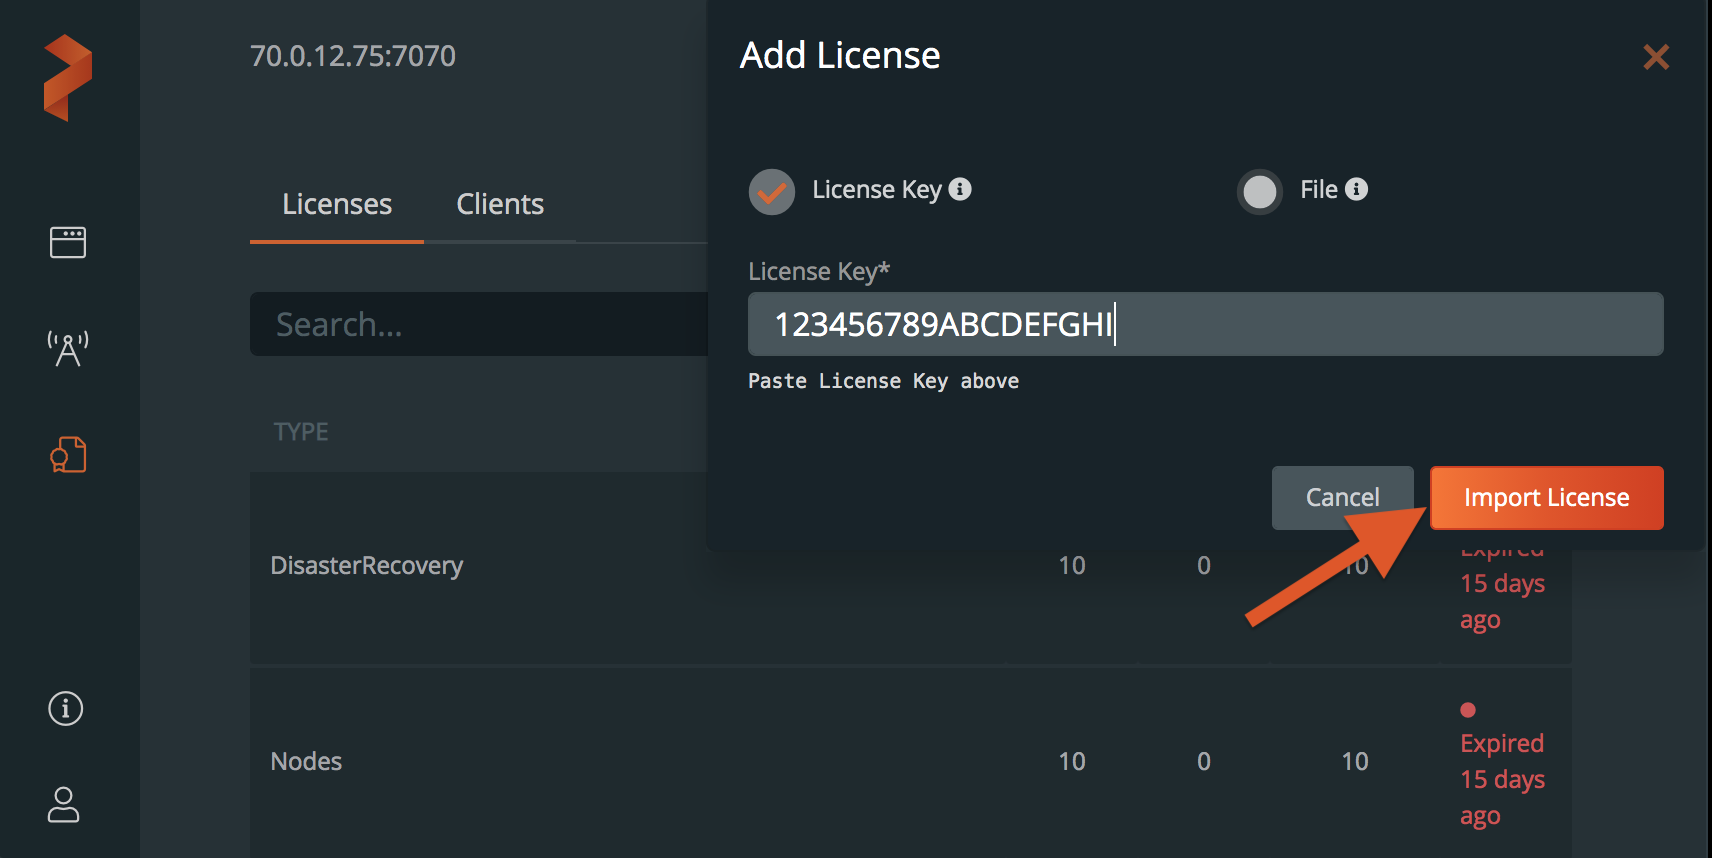 70.0.12.75:7070
Licenses Clients
Search...
TYPE
Add License
License Key File
License Key*
123456789ABCDEFGHI
Paste License Key above
Cancel Import License
DisasterRecovery 10 0 10 Expired
15 days
ago
Nodes 10 0 10 Expired
15 days
ago